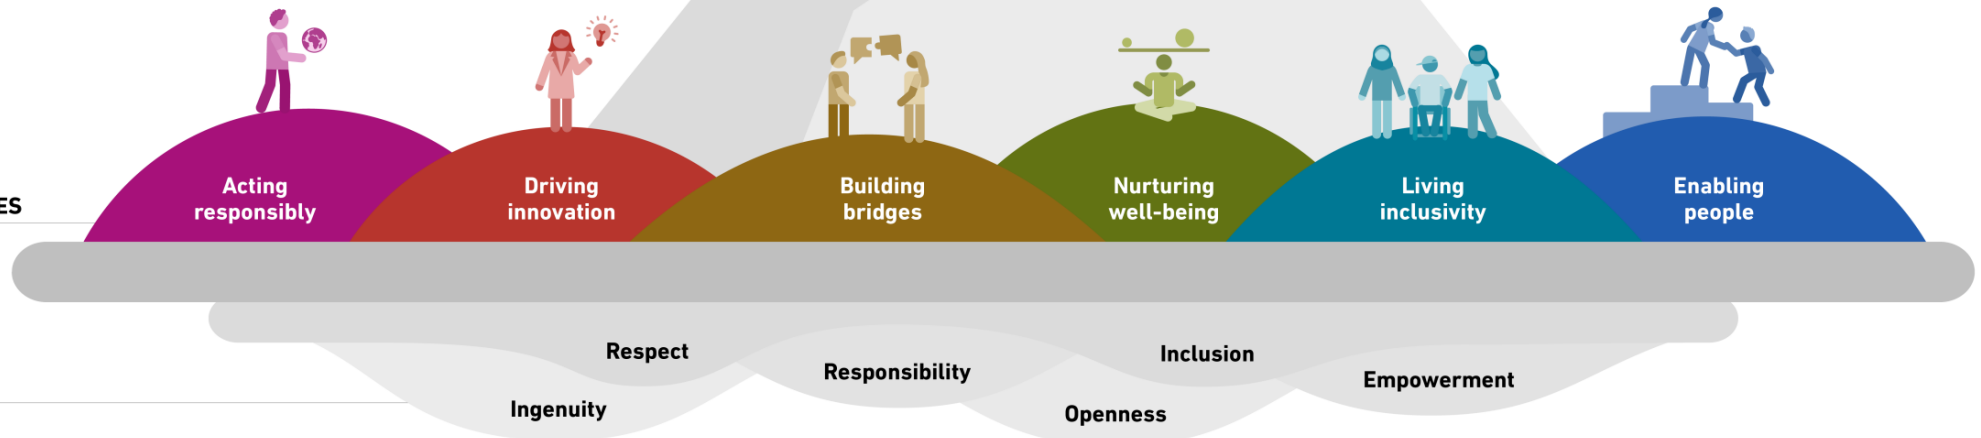 ES
Acting
responsibly
Driving
innovation
Building
bridges
Nurturing
well-being
Living
inclusivity
Enabling
people
Respect
Inclusion
Responsibility
Empowerment
Ingenuity
Openness